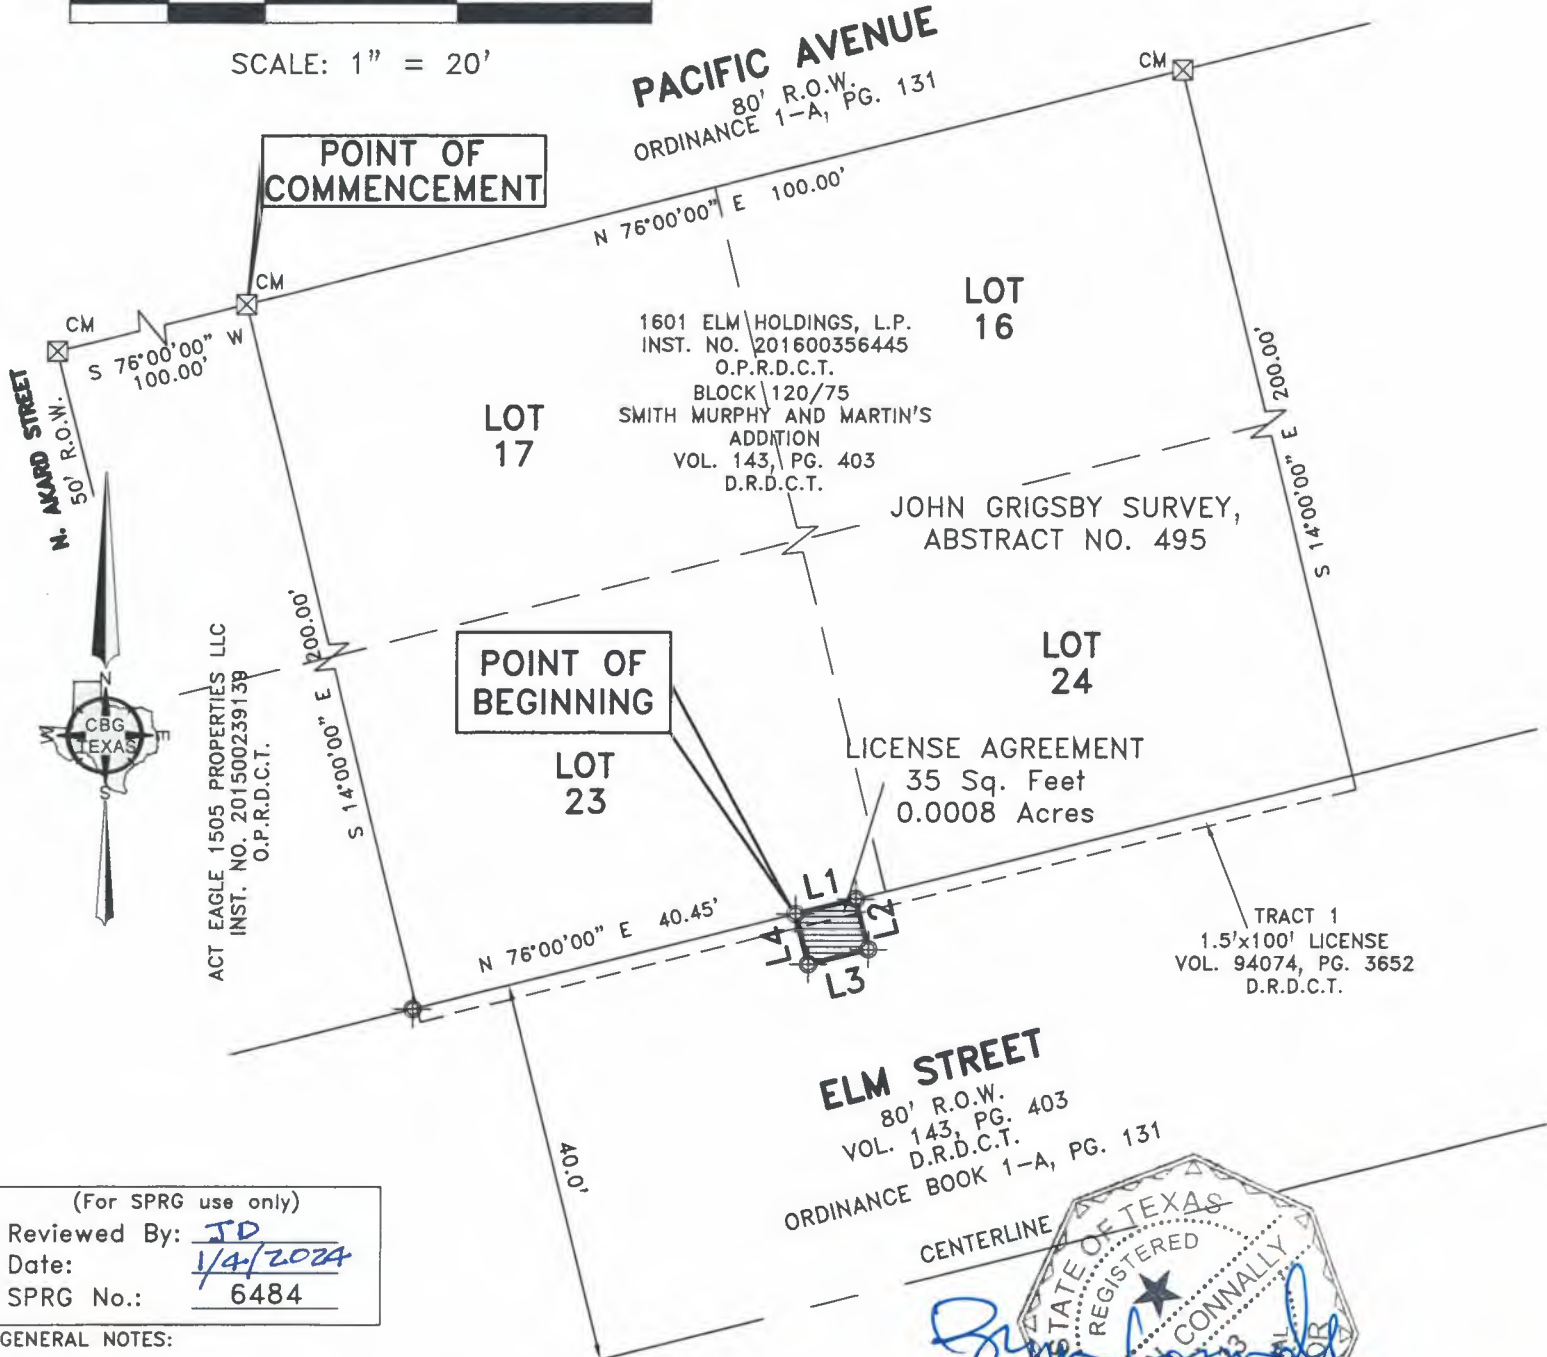 SCALE: 1" = 20'
PACIFIC AVENUE
80' R.O.W.
ORDINANCE 1-A, PG. 131
CM
POINT OF
COMMENCEMENT
N 76°00'00" E 100.00'
CM
CM
S 76°00'00" W
100.00'
N. AKARD STREET
50' R.O.W.
LOT
16
1601 ELM HOLDINGS, L.P.
INST. NO. 201600356445
O.P.R.D.C.T.
BLOCK 120/75
SMITH MURPHY AND MARTIN'S
ADDITION
VOL. 143, PG. 403
D.R.D.C.T.
LOT
17
S 14°00'00" E 200.00'
JOHN GRIGSBY SURVEY,
ABSTRACT NO. 495
S 14°00'00" E 200.00'
ACT EAGLE 1505 PROPERTIES LLC
INST. NO. 201500239139
O.P.R.D.C.T.
N
W
E
S
CBG
TEXAS
POINT OF
BEGINNING
LOT
24
LOT
23
LICENSE AGREEMENT
35 Sq. Feet
0.0008 Acres
L1
L2
L3
L4
N 76°00'00" E 40.45'
TRACT 1
1.5'x100' LICENSE
VOL. 94074, PG. 3652
D.R.D.C.T.
ELM STREET
80' R.O.W.
VOL. 143, PG. 403
D.R.D.C.T.
ORDINANCE BOOK 1-A, PG. 131
40.0'
CENTERLINE
STATE OF TEXAS
REGISTERED
CONNALLY
(For SPRG use only)
Reviewed By: JD
Date: 1/4/2024
SPRG No.: 6484
GENERAL NOTES: